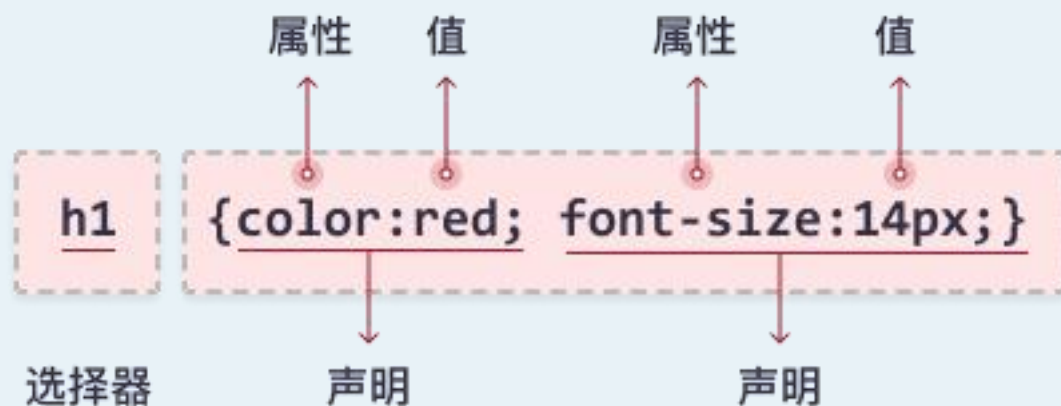 属性 值 属性 值
h1 {color:red; font-size:14px;}
选择器 声明 声明